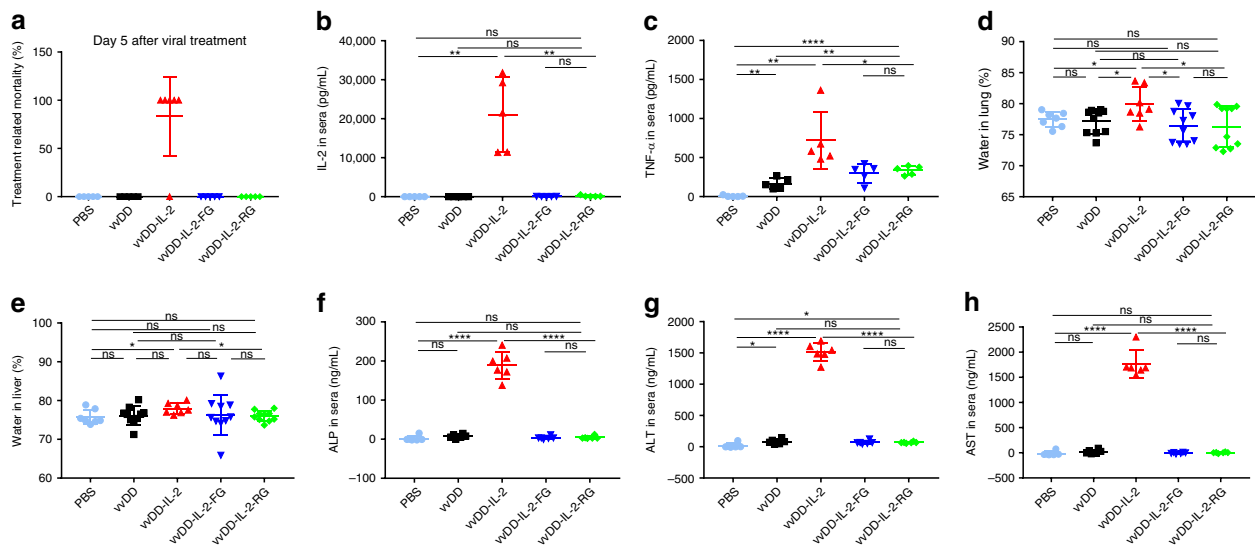 a
Day 5 after viral treatment
Treatment related mortality (%)
150
125
100
50
0
PBS
vvDD
vvDD-IL-2
vvDD-IL-2-FG
vvDD-IL-2-RG
b
IL-2 in sera (pg/mL)
40,000
30,000
20,000
10,000
0
ns
ns
**
**
ns
PBS
vvDD
vvDD-IL-2
vvDD-IL-2-FG
vvDD-IL-2-RG
c
TNF-α in sera (pg/mL)
2000
1500
1000
500
0
****
**
**
*
**
ns
PBS
vvDD
vvDD-IL-2
vvDD-IL-2-FG
vvDD-IL-2-RG
d
Water in lung (%)
90
85
80
75
70
65
ns
ns
ns
ns
*
*
ns
*
*
ns
PBS
vvDD
vvDD-IL-2
vvDD-IL-2-FG
vvDD-IL-2-RG
e
Water in liver (%)
100
90
80
70
60
ns
ns
ns
ns
*
*
ns
ns
ns
ns
PBS
vvDD
vvDD-IL-2
vvDD-IL-2-FG
vvDD-IL-2-RG
f
ALP in sera (ng/mL)
300
200
100
0
–100
ns
ns
****
****
ns
ns
PBS
vvDD
vvDD-IL-2
vvDD-IL-2-FG
vvDD-IL-2-RG
g
ALT in sera (ng/mL)
2000
1500
1000
500
0
–500
*
ns
****
****
*
ns
PBS
vvDD
vvDD-IL-2
vvDD-IL-2-FG
vvDD-IL-2-RG
h
AST in sera (ng/mL)
2500
2000
1500
1000
500
0
–500
ns
ns
****
****
ns
ns
PBS
vvDD
vvDD-IL-2
vvDD-IL-2-FG
vvDD-IL-2-RG